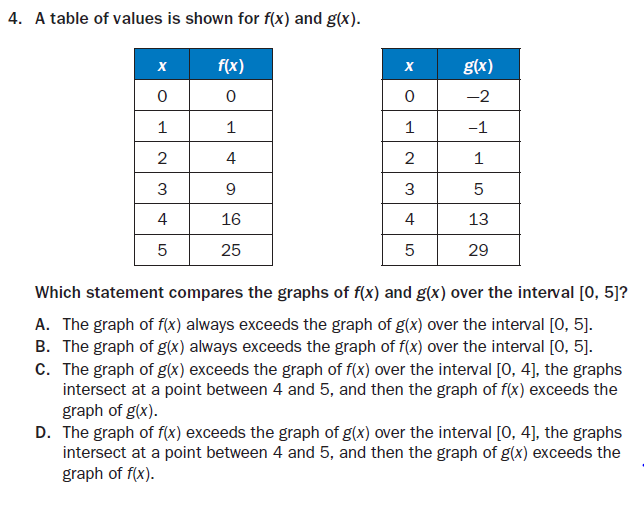 4. A table of values is shown for f(x) and g(x).
x f(x) x g(x)
0 0 0 −2
1 1 1 −1
2 4 2 1
3 9 3 5
4 16 4 13
5 25 5 29
Which statement compares the graphs of f(x) and g(x) over the interval [0, 5]?
A. The graph of f(x) always exceeds the graph of g(x) over the interval [0, 5].
B. The graph of g(x) always exceeds the graph of f(x) over the interval [0, 5].
C. The graph of g(x) exceeds the graph of f(x) over the interval [0, 4], the graphs
intersect at a point between 4 and 5, and then the graph of f(x) exceeds the
graph of g(x).
D. The graph of f(x) exceeds the graph of g(x) over the interval [0, 4], the graphs
intersect at a point between 4 and 5, and then the graph of g(x) exceeds the
graph of f(x).